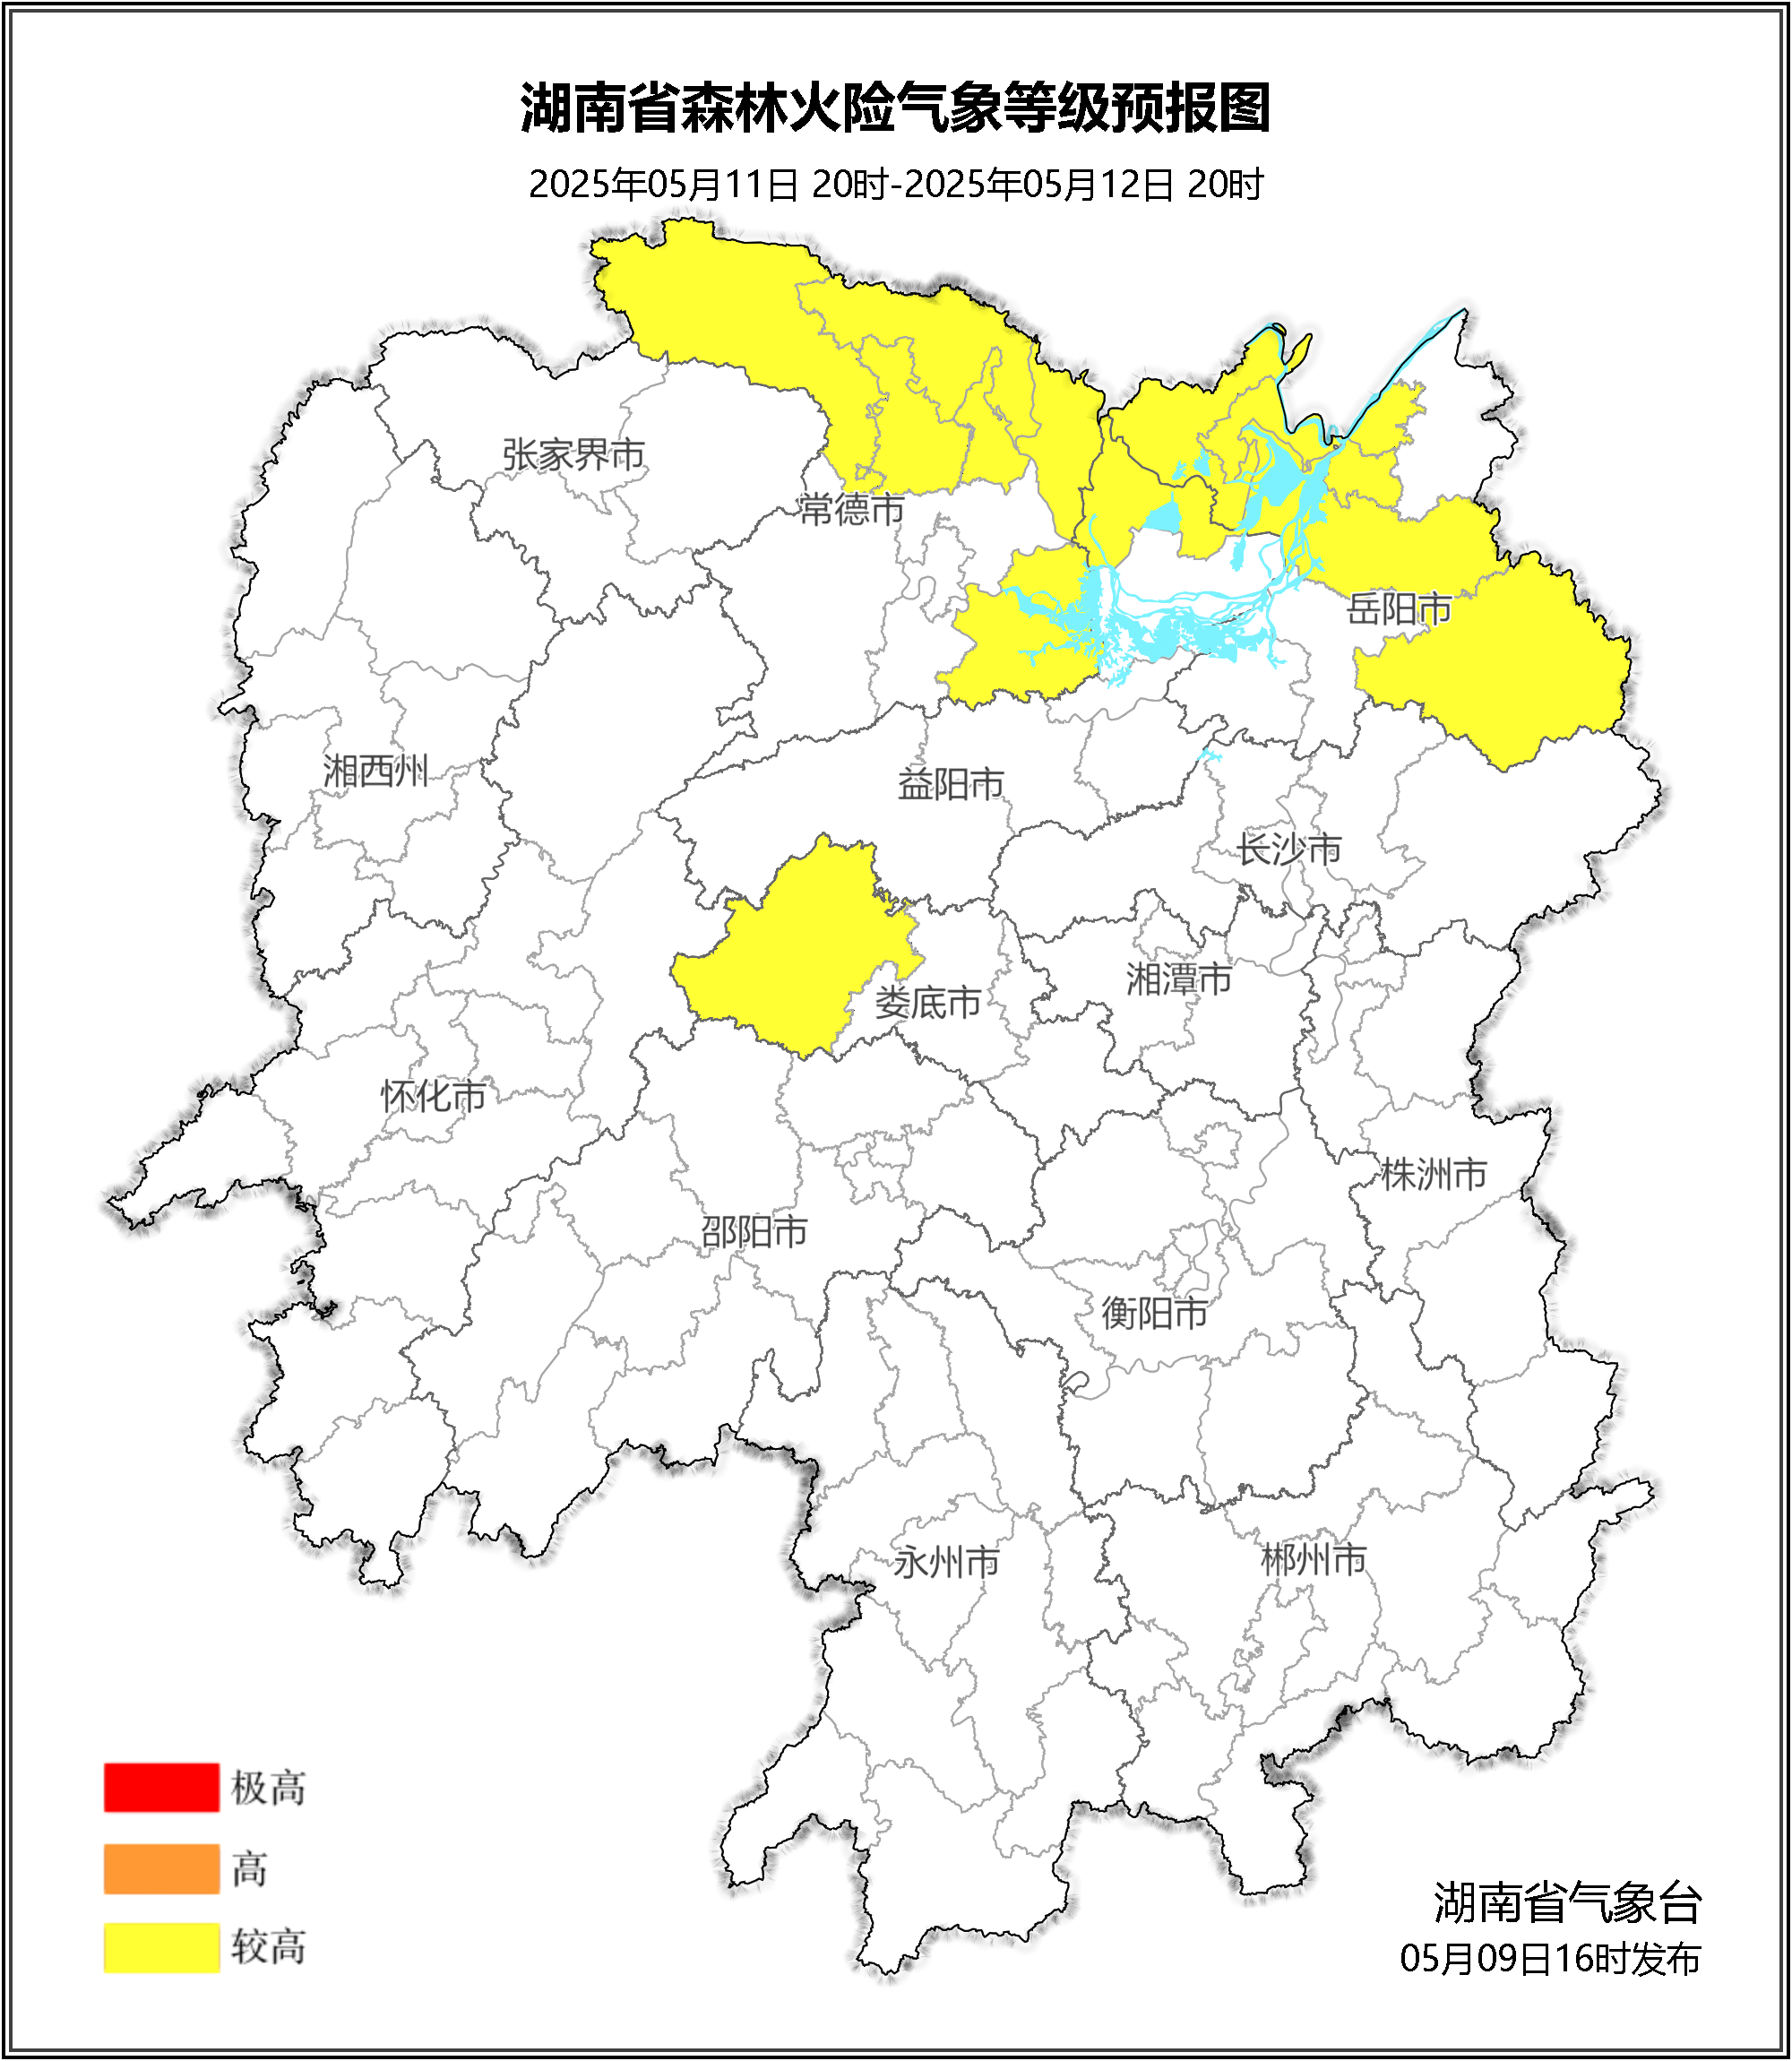 湖南省森林火险气象等级预报图
2025年05月11日 20时-2025年05月12日 20时
张家界市
常德市
岳阳市
湘西州
益阳市
长沙市
湘潭市
娄底市
怀化市
株洲市
邵阳市
衡阳市
永州市
郴州市
极高
高
较高
湖南省气象台
05月09日16时发布